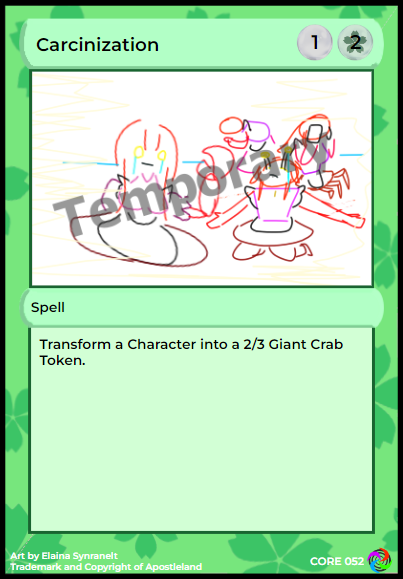 Carcinization
1 2
Temporary
Spell
Transform a Character into a 2/3 Giant Crab
Token.
Art by Elaina Synranelt
Trademark and Copyright of Apostleland
CORE 052